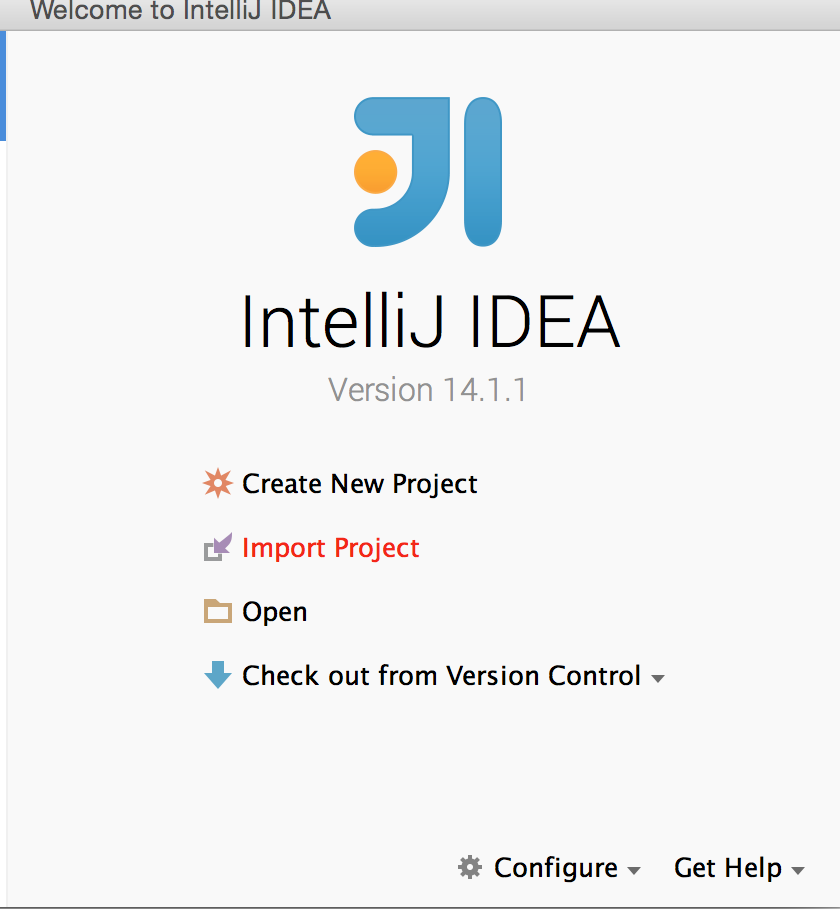 Welcome to IntelliJ IDEA
IntelliJ IDEA
Version 14.1.1
Create New Project
Import Project
Open
Check out from Version Control
Configure
Get Help